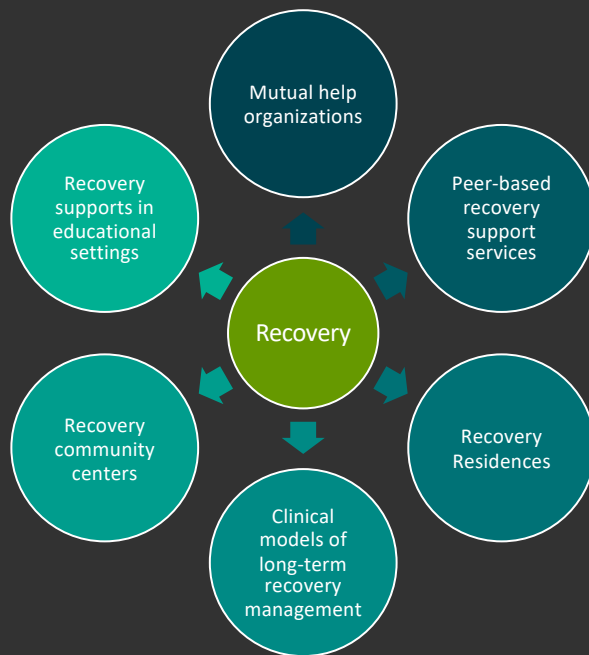 Mutual help
organizations
Recovery
supports in
educational
settings
Peer-based
recovery
support
services
Recovery
Recovery
community
centers
Recovery
Residences
Clinical
models of
long-term
recovery
management